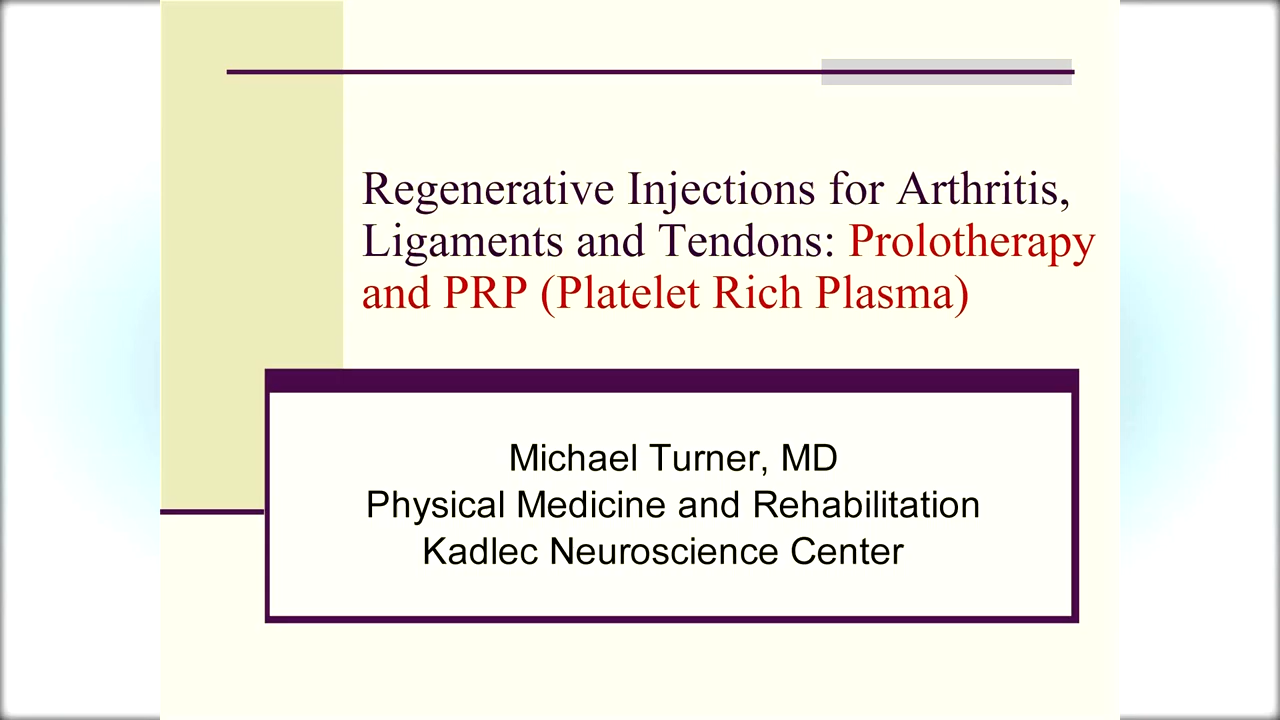 Regenerative Injections for Arthritis,
Ligaments and Tendons: Prolotherapy
and PRP (Platelet Rich Plasma)
Michael Turner, MD
Physical Medicine and Rehabilitation
Kadlec Neuroscience Center